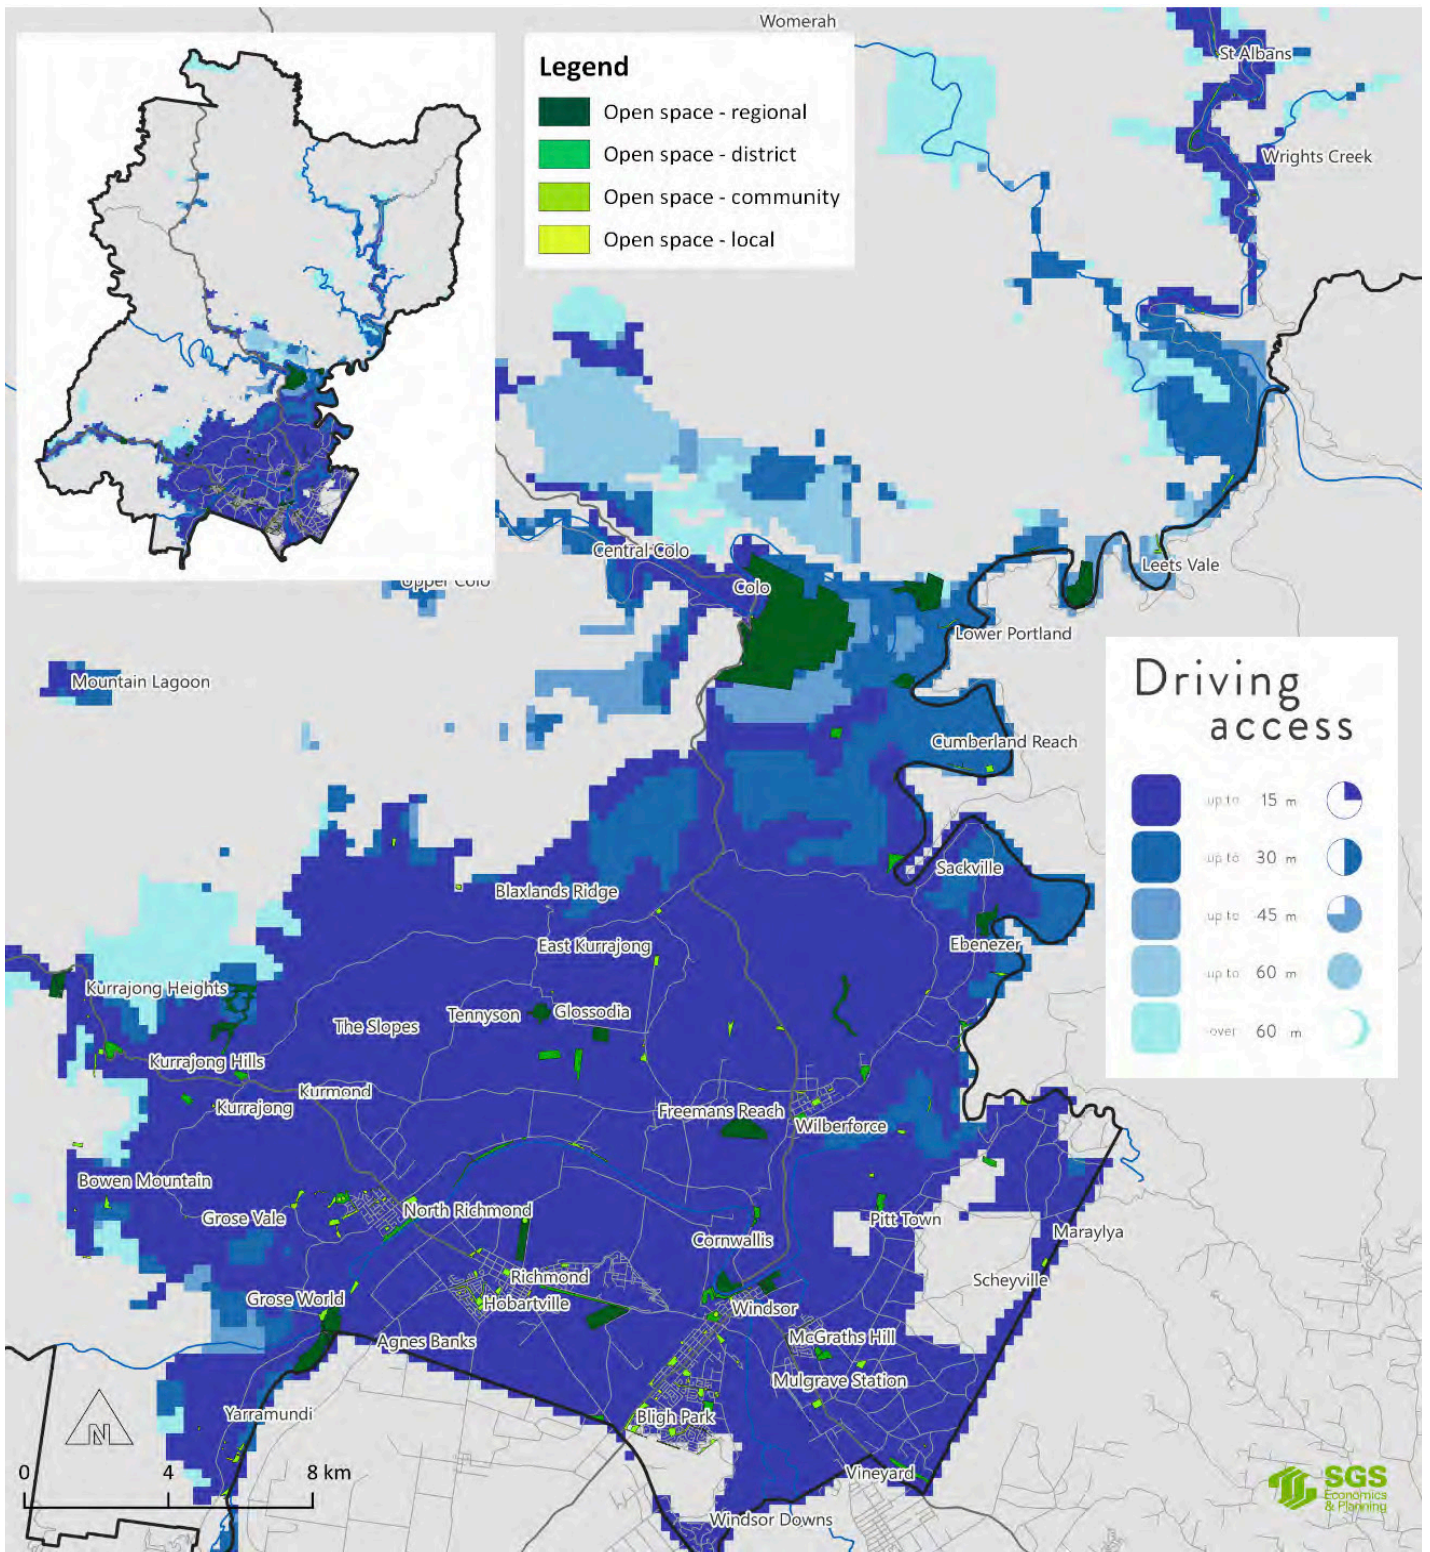 Womerah
St Albans
Wrights Creek
Legend
Open space - regional
Open space - district
Open space - community
Open space - local
Central Colo
Upper Colo
Colo
Leets Vale
Lower Portland
Mountain Lagoon
Cumberland Reach
Driving
access
up to 15 m
up to 30 m
up to 45 m
up to 60 m
over 60 m
Sackville
Blaxlands Ridge
East Kurrajong
Ebenezer
Kurrajong Heights
Tennyson
Glossodia
The Slopes
Kurrajong Hills
Kurmond
Kurrajong
Freemans Reach
Wilberforce
Bowen Mountain
Grose Vale
North Richmond
Pitt Town
Cornwallis
Maraylya
Scheyville
Richmond
Hobartville
Grose World
Windsor
Agnes Banks
McGraths Hill
Mulgrave Station
Yarramundi
Bligh Park
N
0 4 8 km
Vineyard
Windsor Downs
SGS
Economics
& Planning